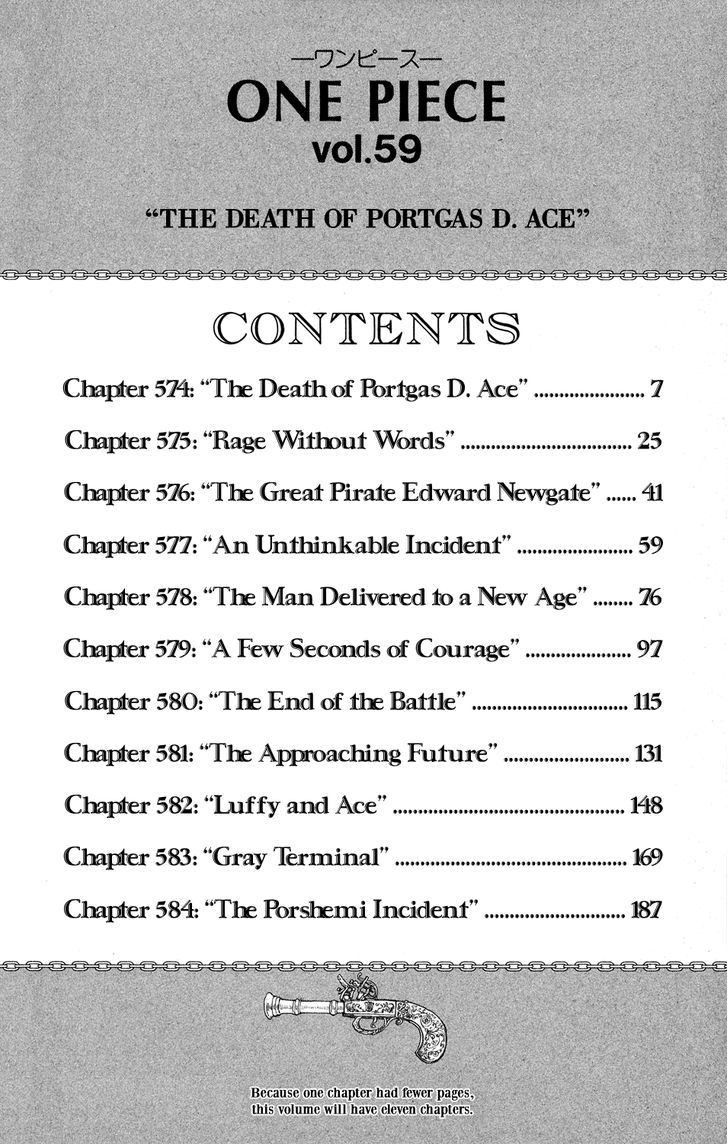 ―ワンピース―
ONE PIECE
vol.59
“THE DEATH OF PORTGAS D. ACE”
CONTENTS
Chapter 574: “The Death of Portgas D. Ace” ...................... 7
Chapter 575: “Rage Without Words” .................................. 25
Chapter 576: “The Great Pirate Edward Newgate” ...... 41
Chapter 577: “An Unthinkable Incident” ....................... 59
Chapter 578: “The Man Delivered to a New Age” ........ 76
Chapter 579: “A Few Seconds of Courage” ..................... 97
Chapter 580: “The End of the Battle” ............................... 115
Chapter 581: “The Approaching Future” ......................... 131
Chapter 582: “Luffy and Ace” .............................................. 148
Chapter 583: “Gray Terminal” .............................................. 169
Chapter 584: “The Porshemi Incident” ............................ 187
Because one chapter had fewer pages,
this volume will have eleven chapters.